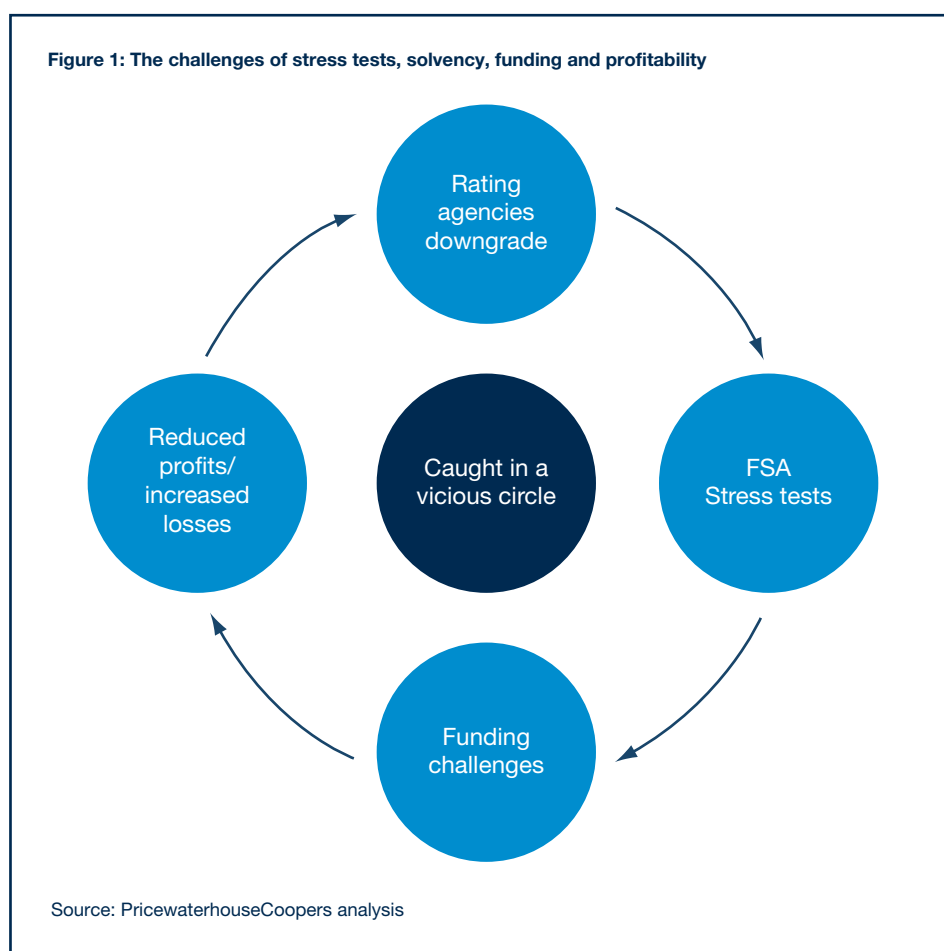 Figure 1: The challenges of stress tests, solvency, funding and profitability
Rating
agencies
downgrade
Reduced
profits/
increased
losses
Caught in a
vicious circle
FSA
Stress tests
Funding
challenges
Source: PricewaterhouseCoopers analysis